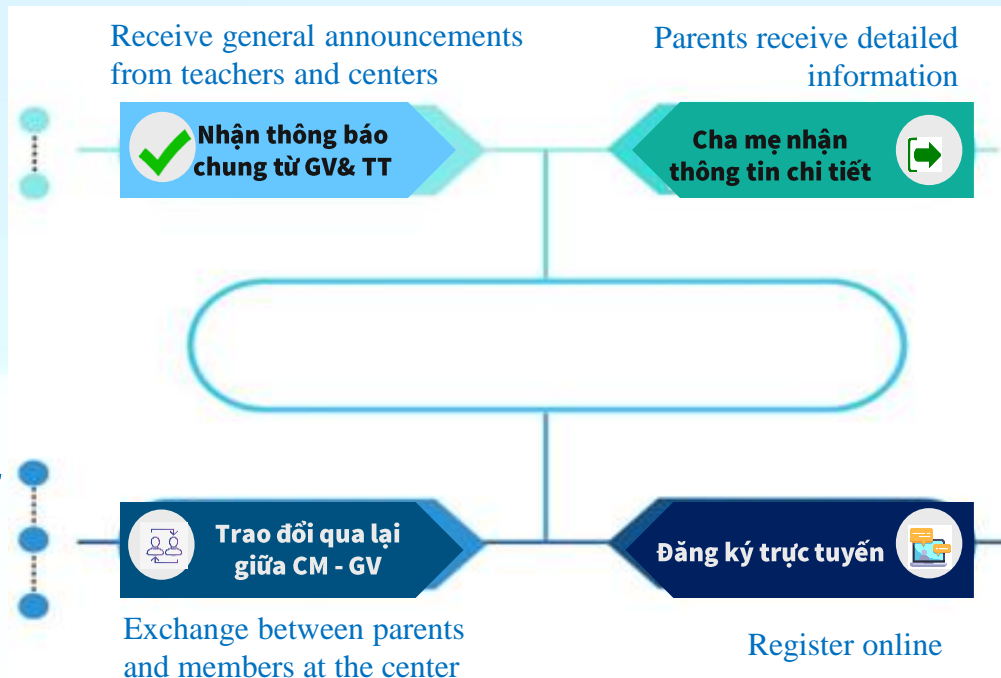 Receive general announcements
from teachers and centers
Parents receive detailed
information
Nhận thông báo
chung từ GV& TT
Cha mẹ nhận
thông tin chi tiết
Trao đổi qua lại
giữa CM - GV
Đăng ký trực tuyến
Exchange between parents
and members at the center
Register online